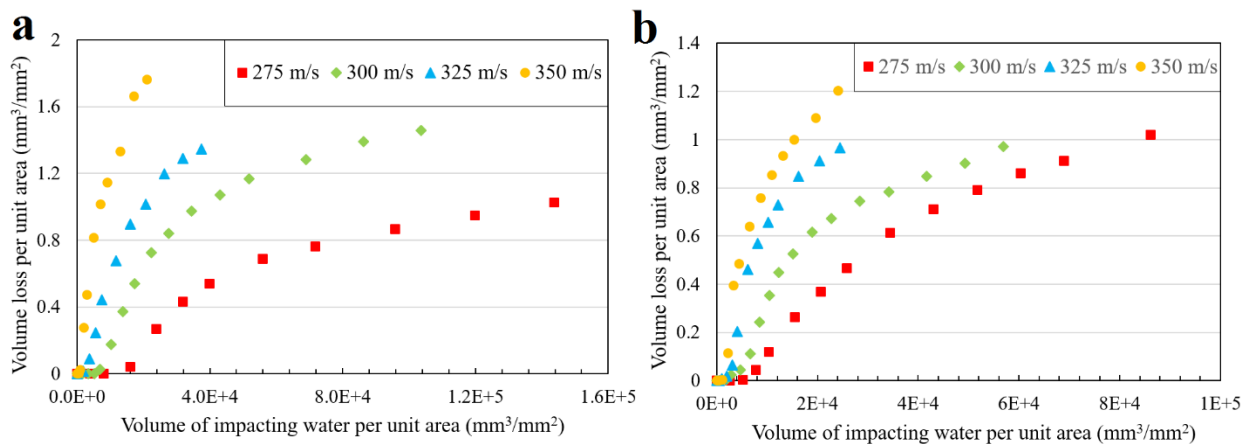 a
Volume loss per unit area (mm³/mm²)
2
1.6
1.2
0.8
0.4
0
275 m/s 300 m/s 325 m/s 350 m/s
0.0E+0 4.0E+4 8.0E+4 1.2E+5 1.6E+5
Volume of impacting water per unit area (mm³/mm²)
b
Volume loss per unit area (mm³/mm²)
1.4
1.2
1
0.8
0.6
0.4
0.2
0
275 m/s 300 m/s 325 m/s 350 m/s
0E+0 2E+4 4E+4 6E+4 8E+4 1E+5
Volume of impacting water per unit area (mm³/mm²)